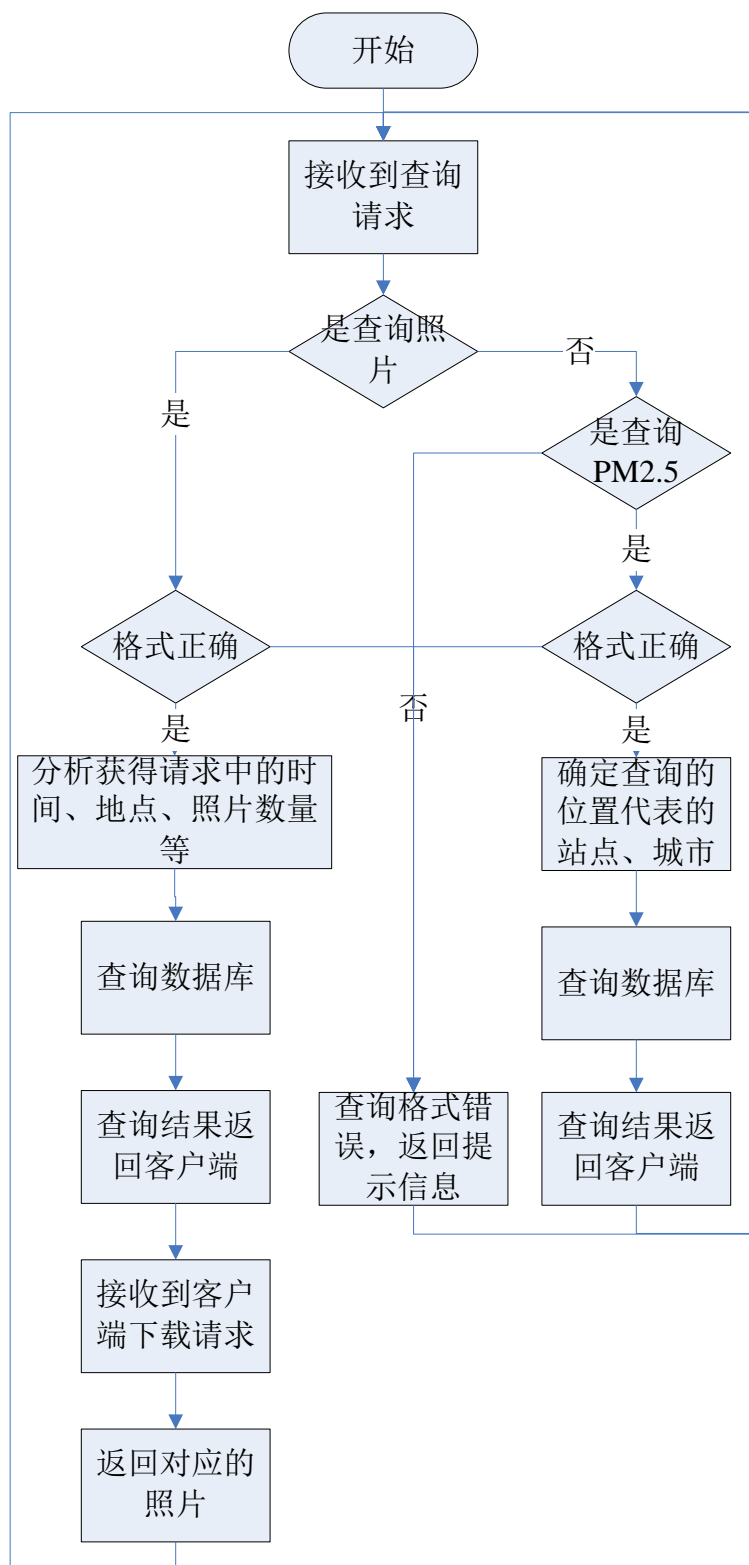 开始
接收到查询
请求
是查询照
片
否
是
是查询
PM2.5
是
格式正确
格式正确
否
是
是
分析获得请求中的时
间、地点、照片数量
等
确定查询的
位置代表的
站点、城市
查询数据库
查询数据库
查询结果返
回客户端
查询格式错
误，返回提
示信息
查询结果返
回客户端
接收到客户
端下载请求
返回对应的
照片